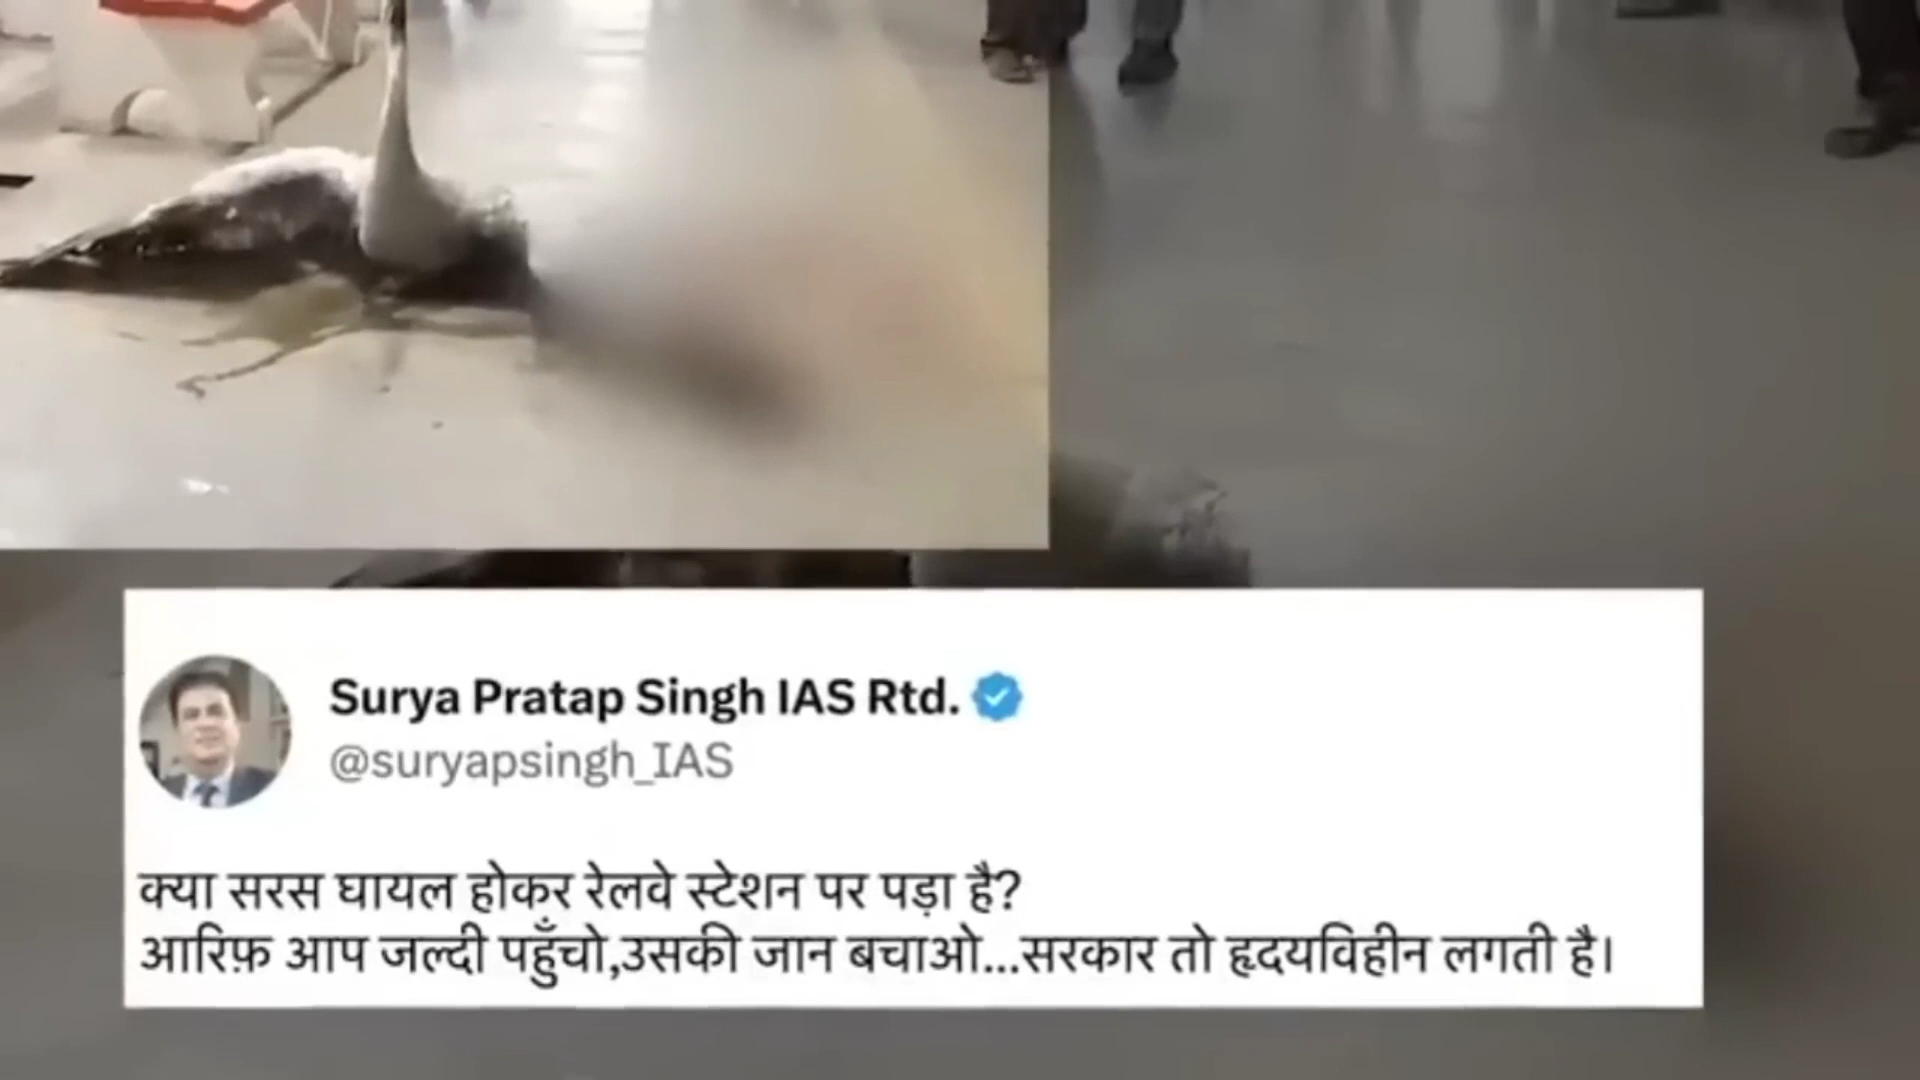 Surya Pratap Singh IAS Rtd.
@suryapsingh_IAS
क्या सरस घायल होकर रेलवे स्टेशन पर पड़ा है?
आरिफ़ आप जल्दी पहुँचो,उसकी जान बचाओ...सरकार तो हृदयविहीन लगती है।